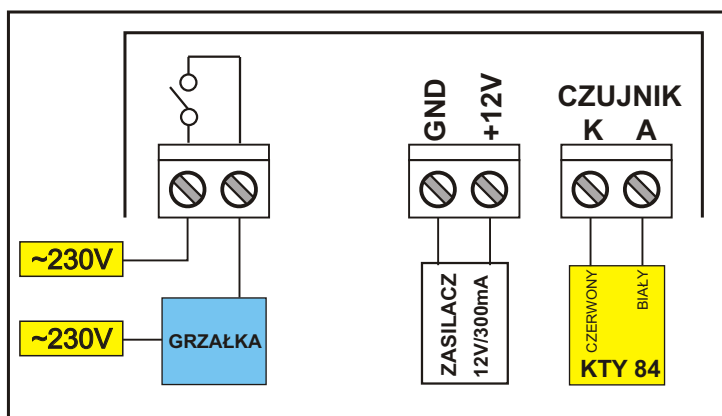 GND
+12V
CZUJNIK
K A
~230V
~230V
GRZAŁKA
ZASILACZ
12V/300mA
CZERWONY
BIAŁY
KTY 84